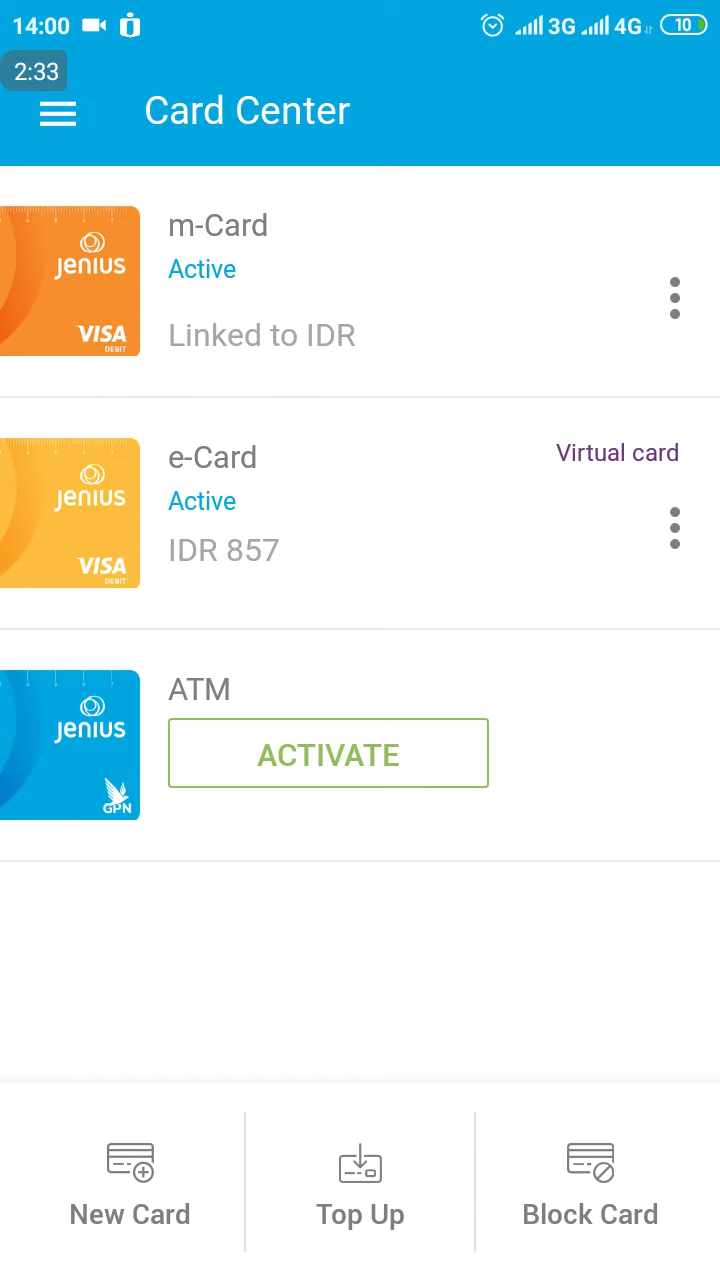 14:00 3G 4G 10
2:33
Card Center
m-Card
Active
Linked to IDR
Jenius
VISA
DEBIT
e-Card
Virtual card
Active
IDR 857
Jenius
VISA
DEBIT
ATM
ACTIVATE
Jenius
GPN
New Card
Top Up
Block Card